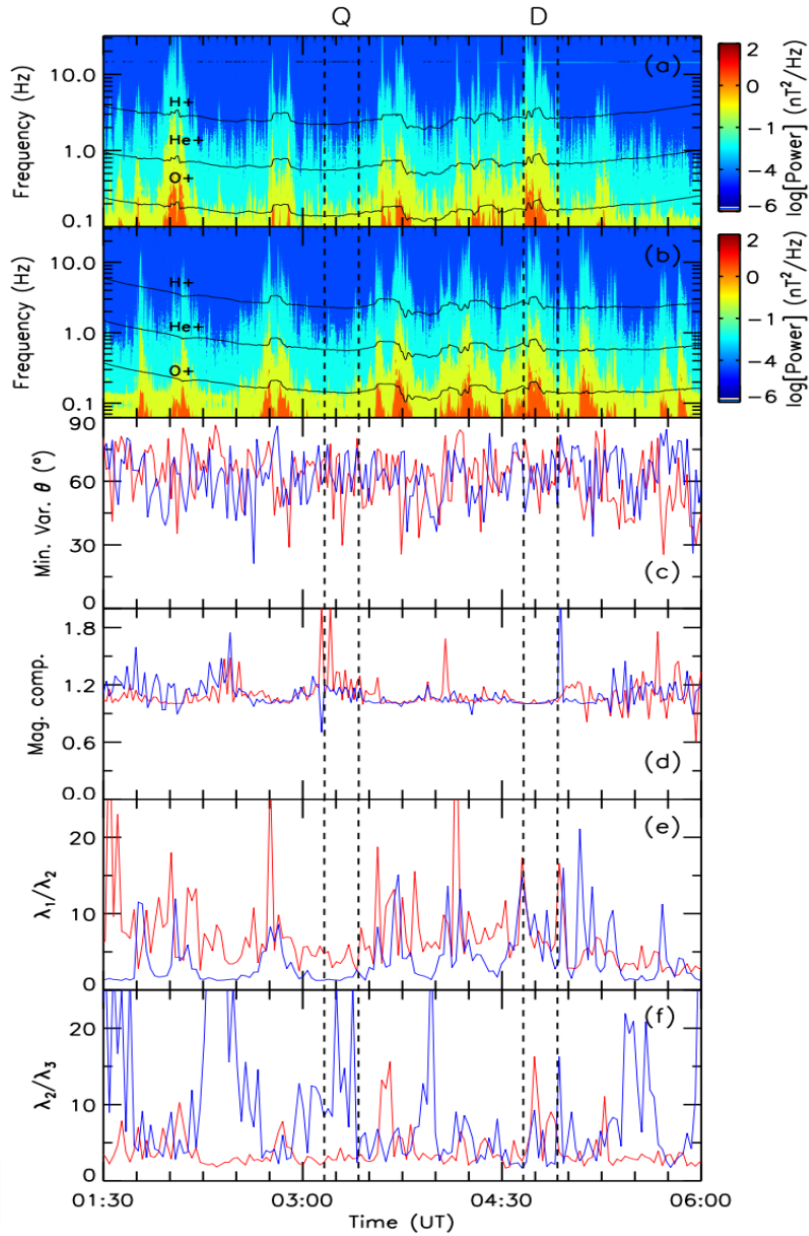 Q D
(a)
Frequency (Hz)
10.0
1.0
0.1
H+
He+
O+
2
0
−1
−4
−6
log[Power] (nT²/Hz)
(b)
Frequency (Hz)
10.0
1.0
0.1
H+
He+
O+
2
0
−1
−4
−6
log[Power] (nT²/Hz)
Min. Var. θ (°)
90
60
30
0
(c)
Mag. comp.
1.8
1.2
0.6
0.0
(d)
λ₁/λ₂
20
10
0
(e)
λ₂/λ₃
20
10
0
(f)
01:30 03:00 04:30 06:00
Time (UT)